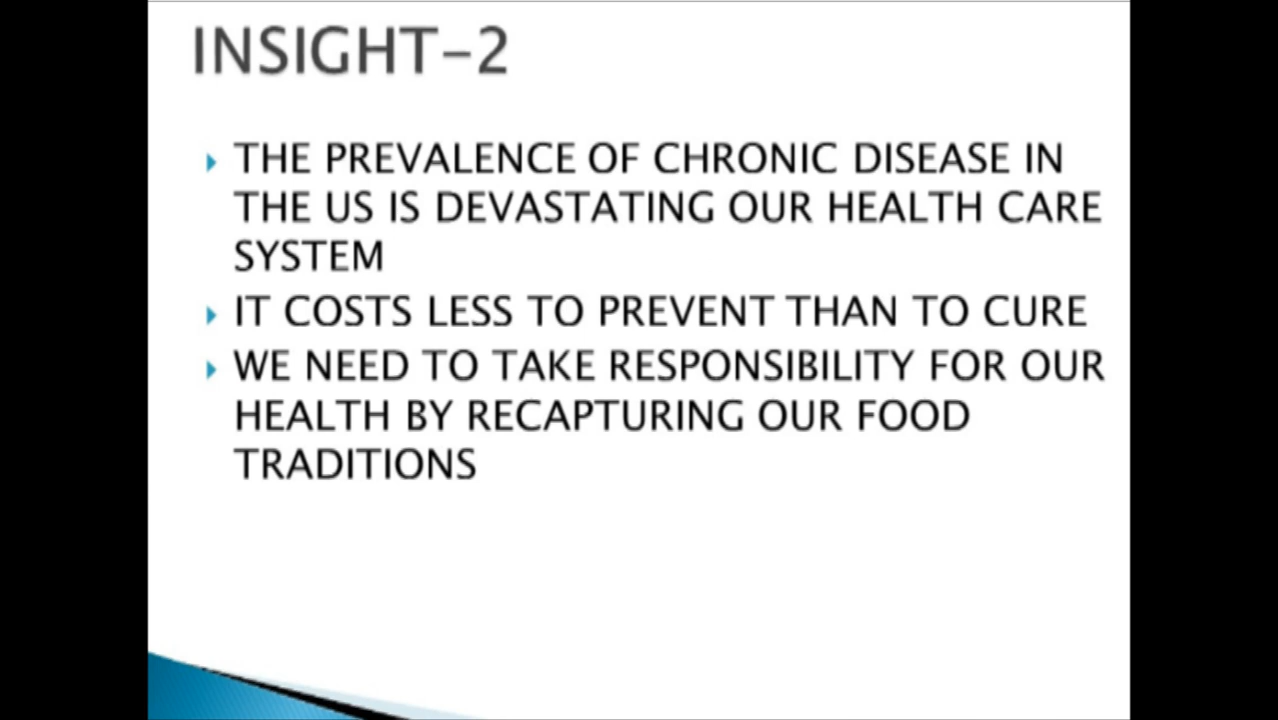 INSIGHT-2
THE PREVALENCE OF CHRONIC DISEASE IN
THE US IS DEVASTATING OUR HEALTH CARE
SYSTEM
IT COSTS LESS TO PREVENT THAN TO CURE
WE NEED TO TAKE RESPONSIBILITY FOR OUR
HEALTH BY RECAPTURING OUR FOOD
TRADITIONS